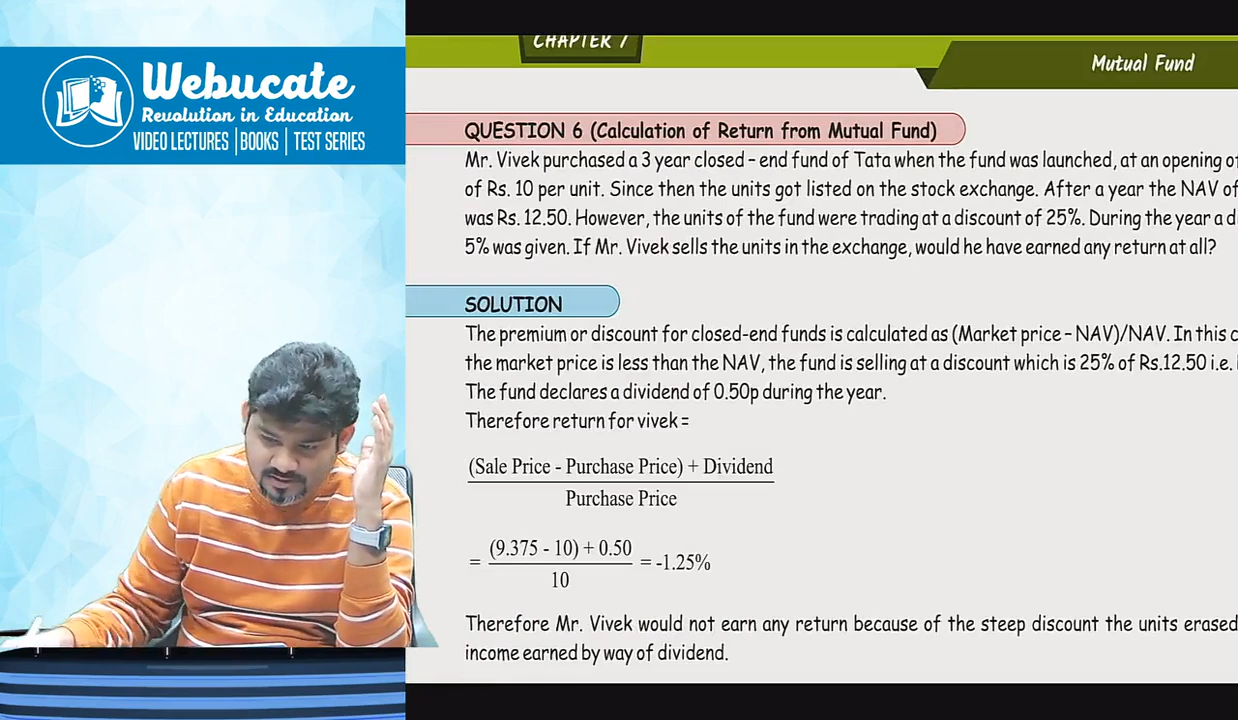 Webucate
Revolution in Education
VIDEO LECTURES | BOOKS | TEST SERIES
CHAPTER 7
Mutual Fund
QUESTION 6 (Calculation of Return from Mutual Fund)
Mr. Vivek purchased a 3 year closed – end fund of Tata when the fund was launched, at an opening of
of Rs. 10 per unit. Since then the units got listed on the stock exchange. After a year the NAV of
was Rs. 12.50. However, the units of the fund were trading at a discount of 25%. During the year a
5% was given. If Mr. Vivek sells the units in the exchange, would he have earned any return at all?
SOLUTION
The premium or discount for closed-end funds is calculated as (Market price – NAV)/NAV. In this
the market price is less than the NAV, the fund is selling at a discount which is 25% of Rs.12.50 i.e.
The fund declares a dividend of 0.50p during the year.
Therefore return for vivek =
(Sale Price - Purchase Price) + Dividend
Purchase Price
= (9.375 - 10) + 0.50 = -1.25%
10
Therefore Mr. Vivek would not earn any return because of the steep discount the units erased
income earned by way of dividend.